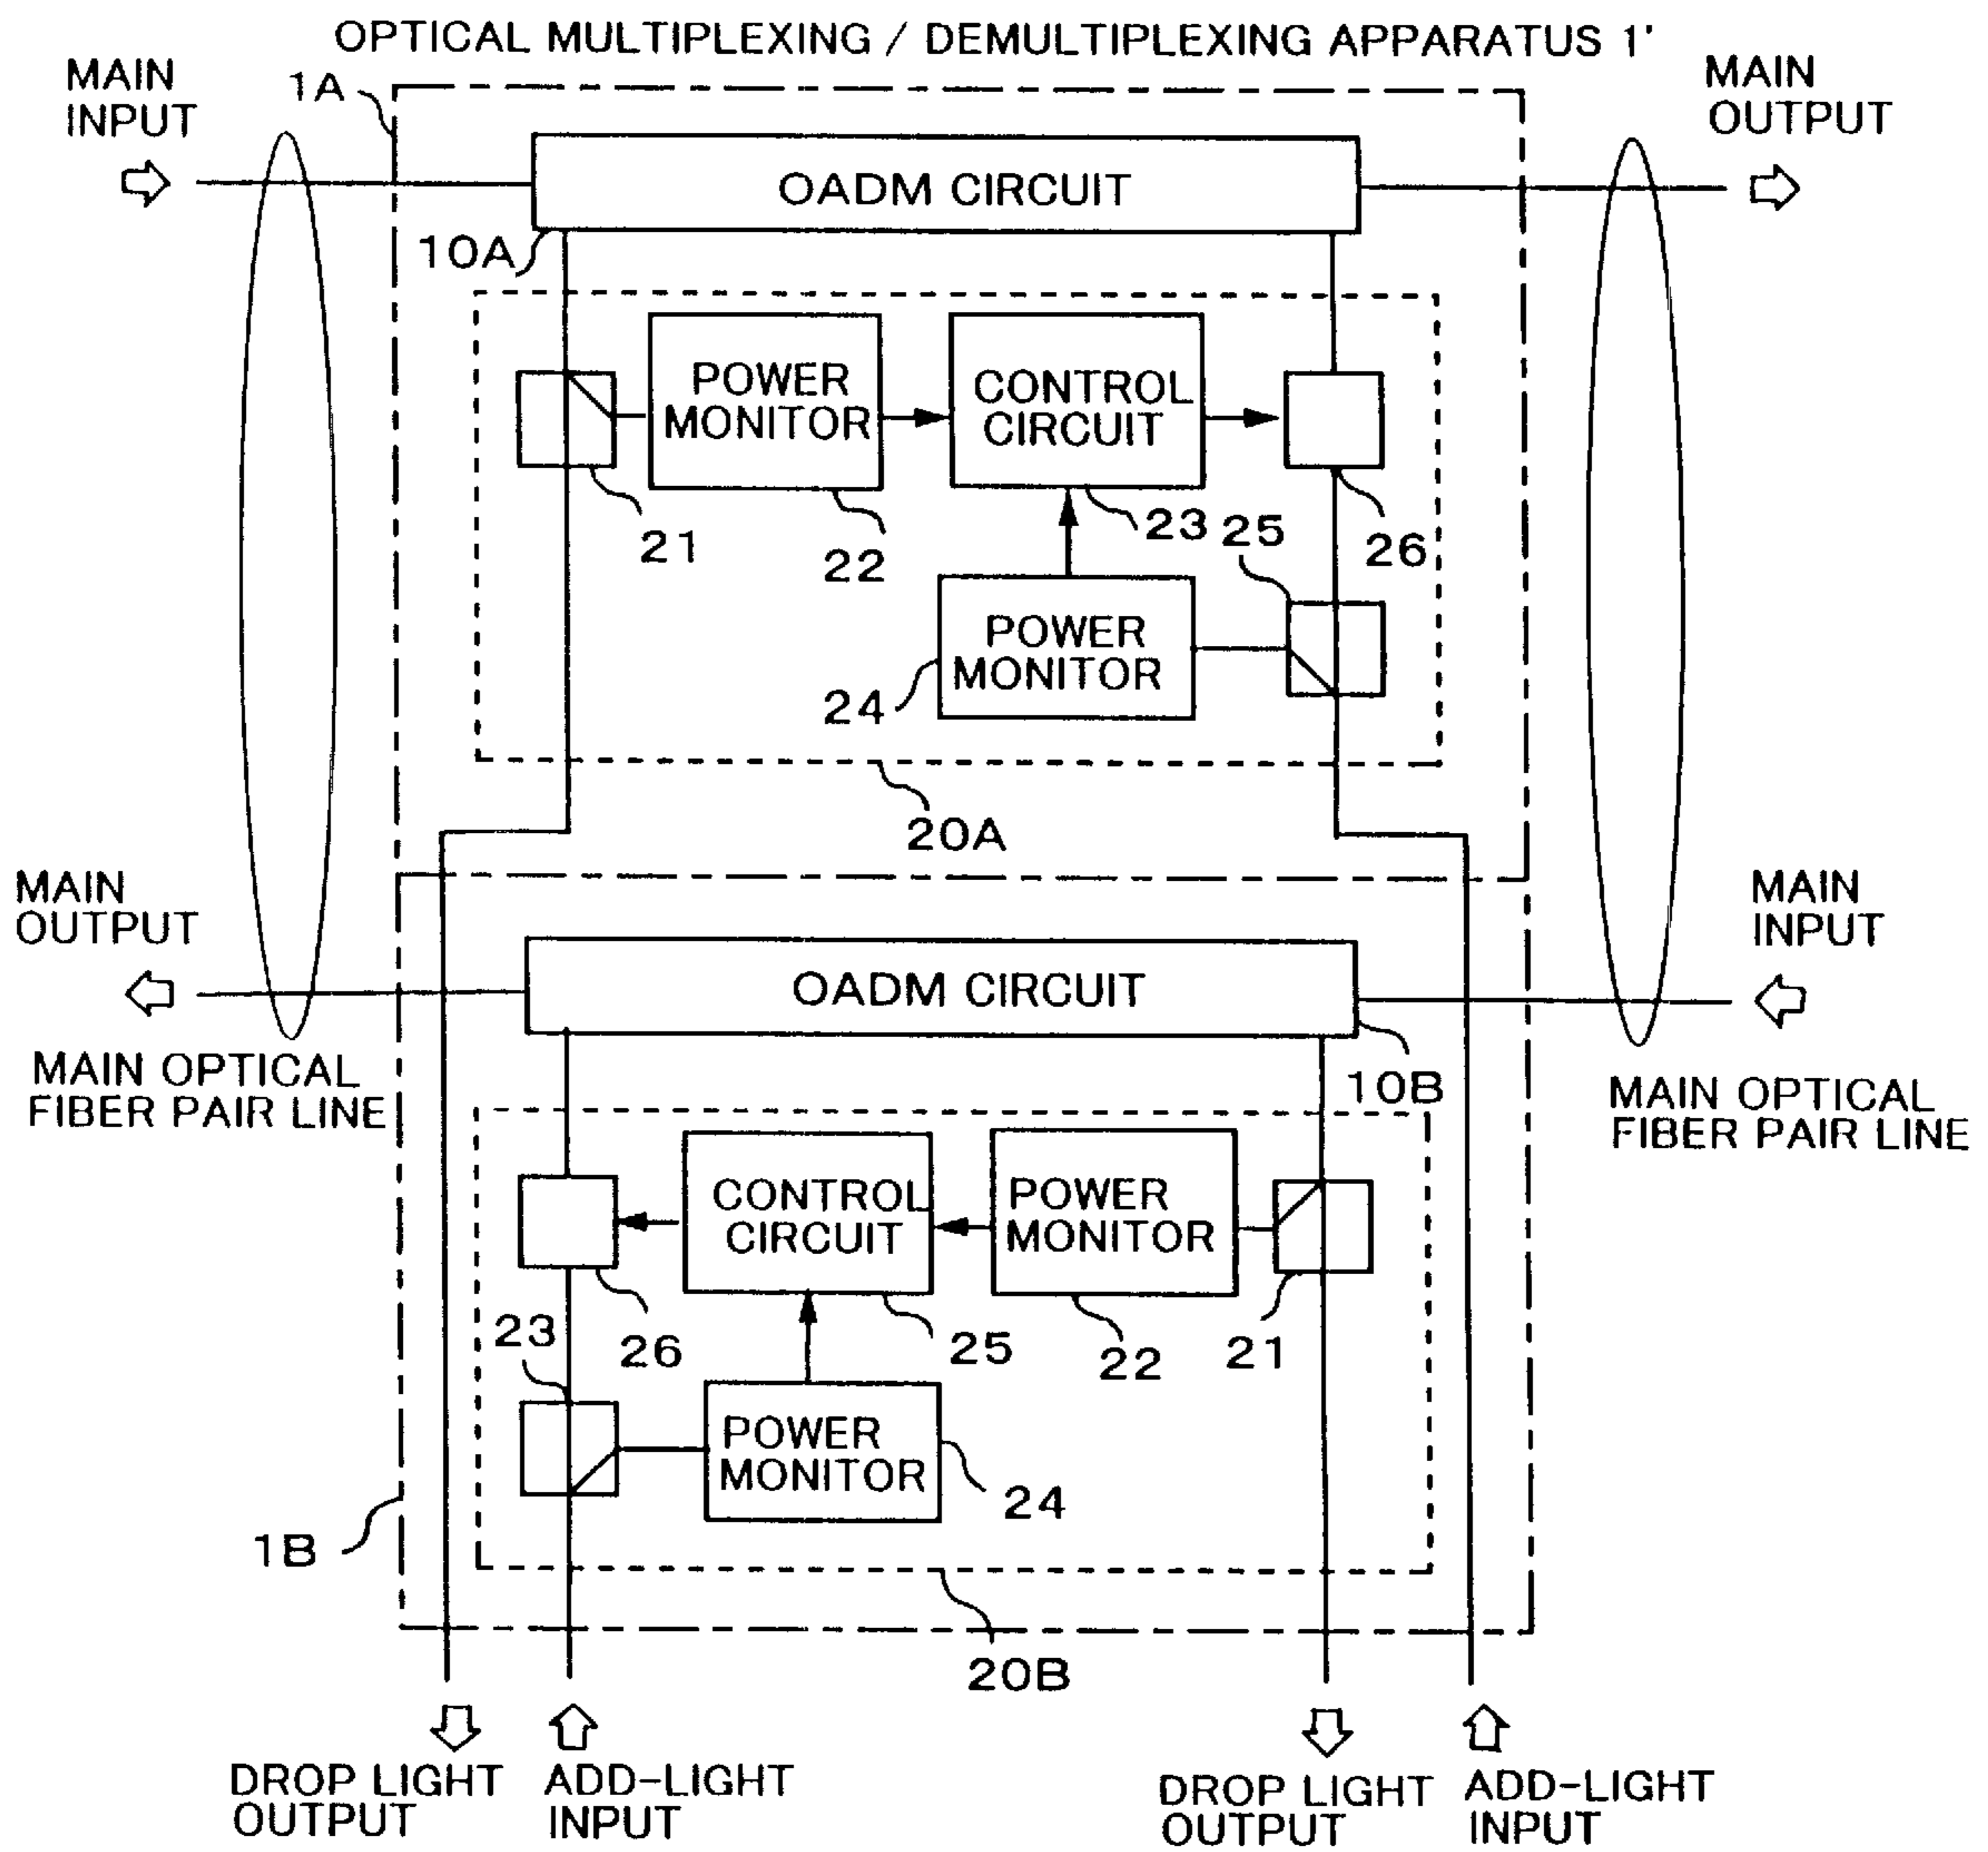 OPTICAL MULTIPLEXING / DEMULTIPLEXING APPARATUS 1'
MAIN
INPUT
1A
MAIN
OUTPUT
OADM CIRCUIT
10A
POWER
MONITOR
CONTROL
CIRCUIT
21
22
23
25
26
POWER
MONITOR
24
20A
MAIN
OUTPUT
MAIN
INPUT
OADM CIRCUIT
10B
MAIN OPTICAL
FIBER PAIR LINE
MAIN OPTICAL
FIBER PAIR LINE
CONTROL
CIRCUIT
POWER
MONITOR
23
26
25
22
21
POWER
MONITOR
24
1B
20B
DROP LIGHT
OUTPUT
ADD-LIGHT
INPUT
DROP LIGHT
OUTPUT
ADD-LIGHT
INPUT